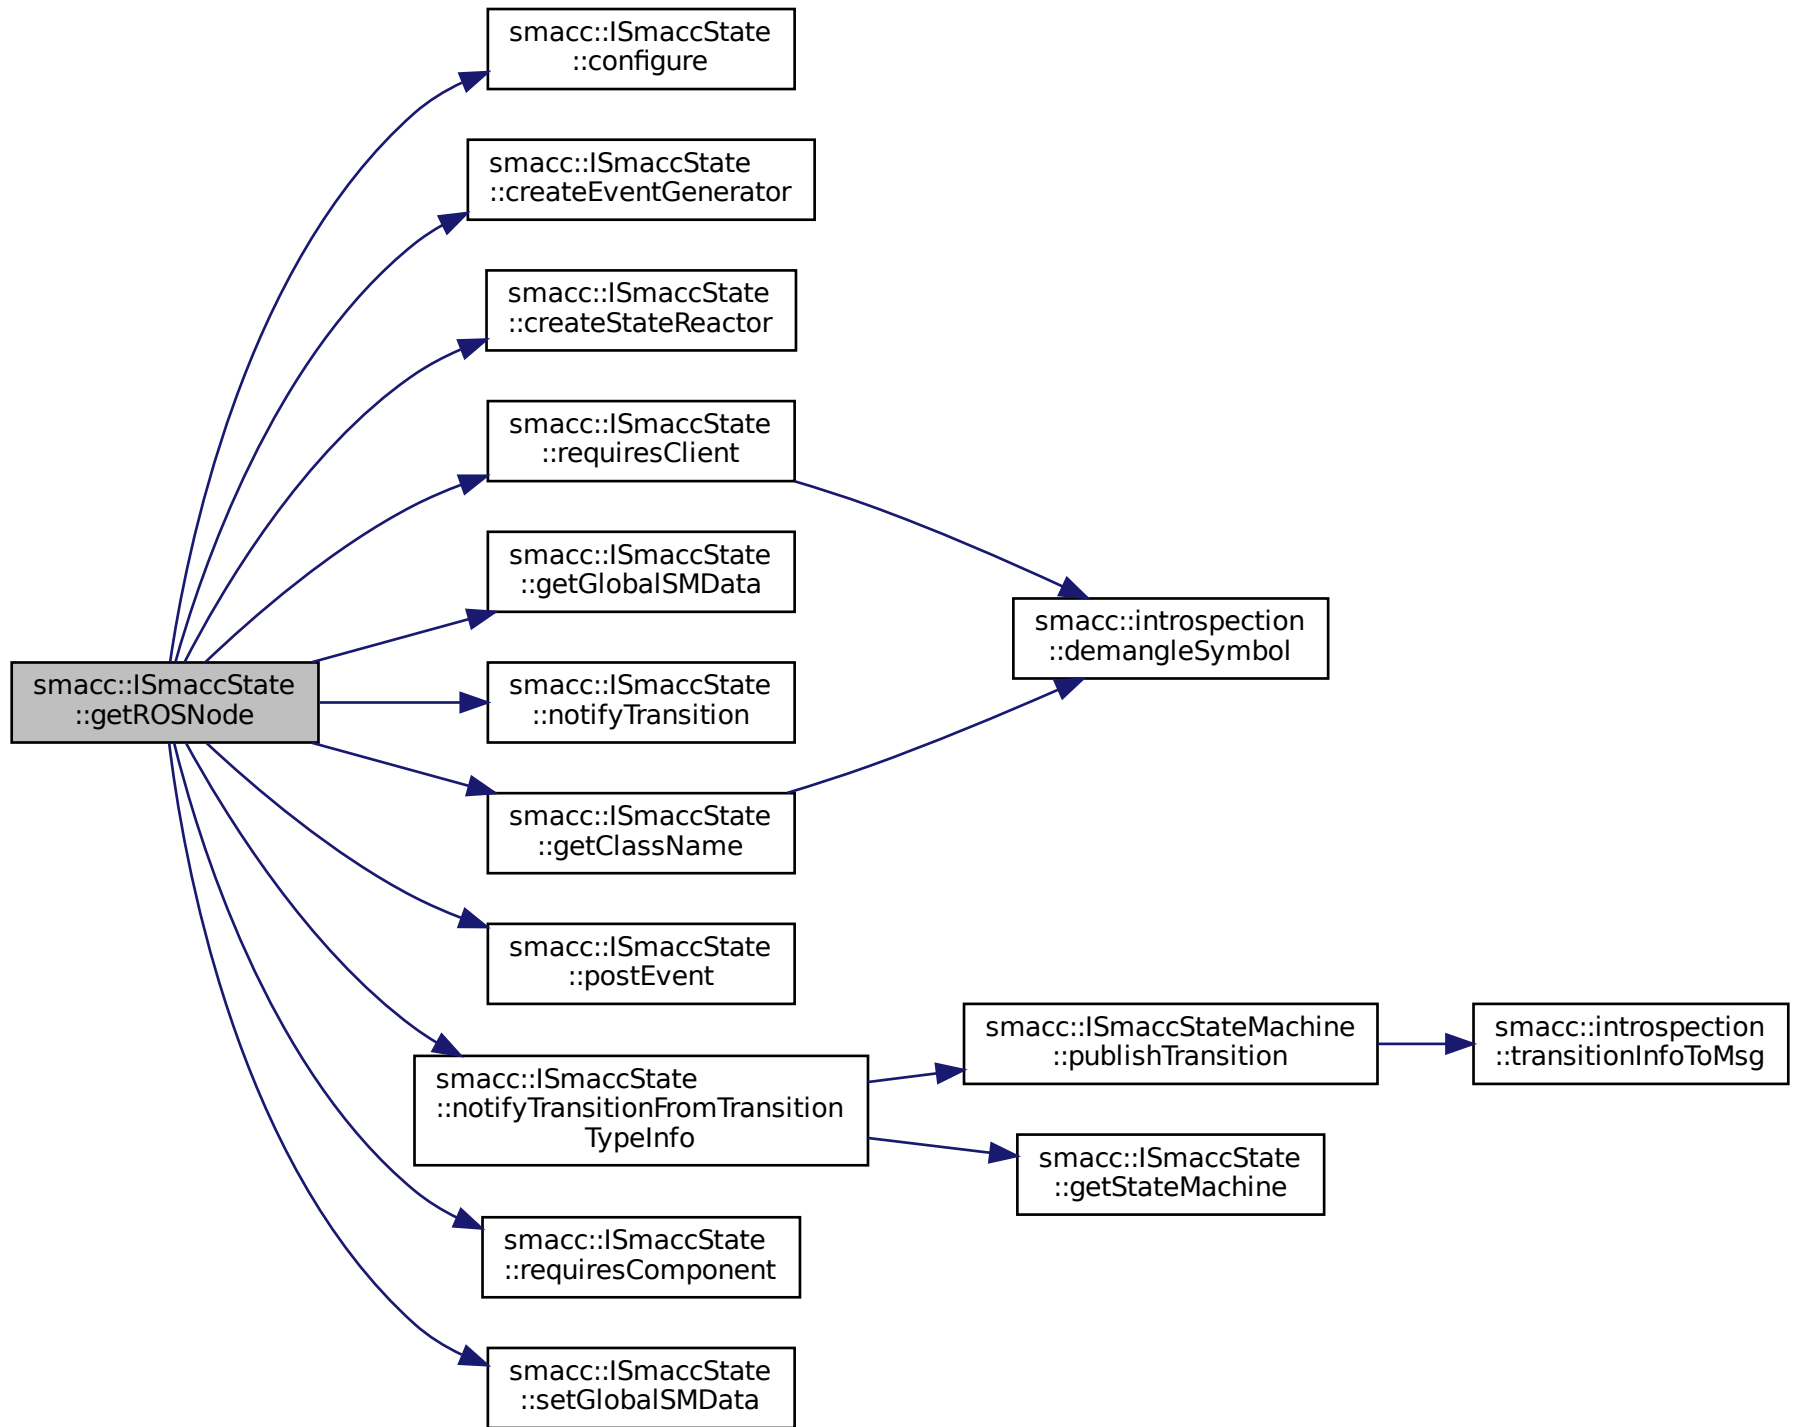 smacc::ISmaccState
::configure
smacc::ISmaccState
::createEventGenerator
smacc::ISmaccState
::createStateReactor
smacc::ISmaccState
::requiresClient
smacc::ISmaccState
::getGlobalSMData
smacc::introspection
::demangleSymbol
smacc::ISmaccState
::getROSNode
smacc::ISmaccState
::notifyTransition
smacc::ISmaccState
::getClassName
smacc::ISmaccState
::postEvent
smacc::ISmaccState
::notifyTransitionFromTransition
TypeInfo
smacc::ISmaccStateMachine
::publishTransition
smacc::introspection
::transitionInfoToMsg
smacc::ISmaccState
::getStateMachine
smacc::ISmaccState
::requiresComponent
smacc::ISmaccState
::setGlobalSMData